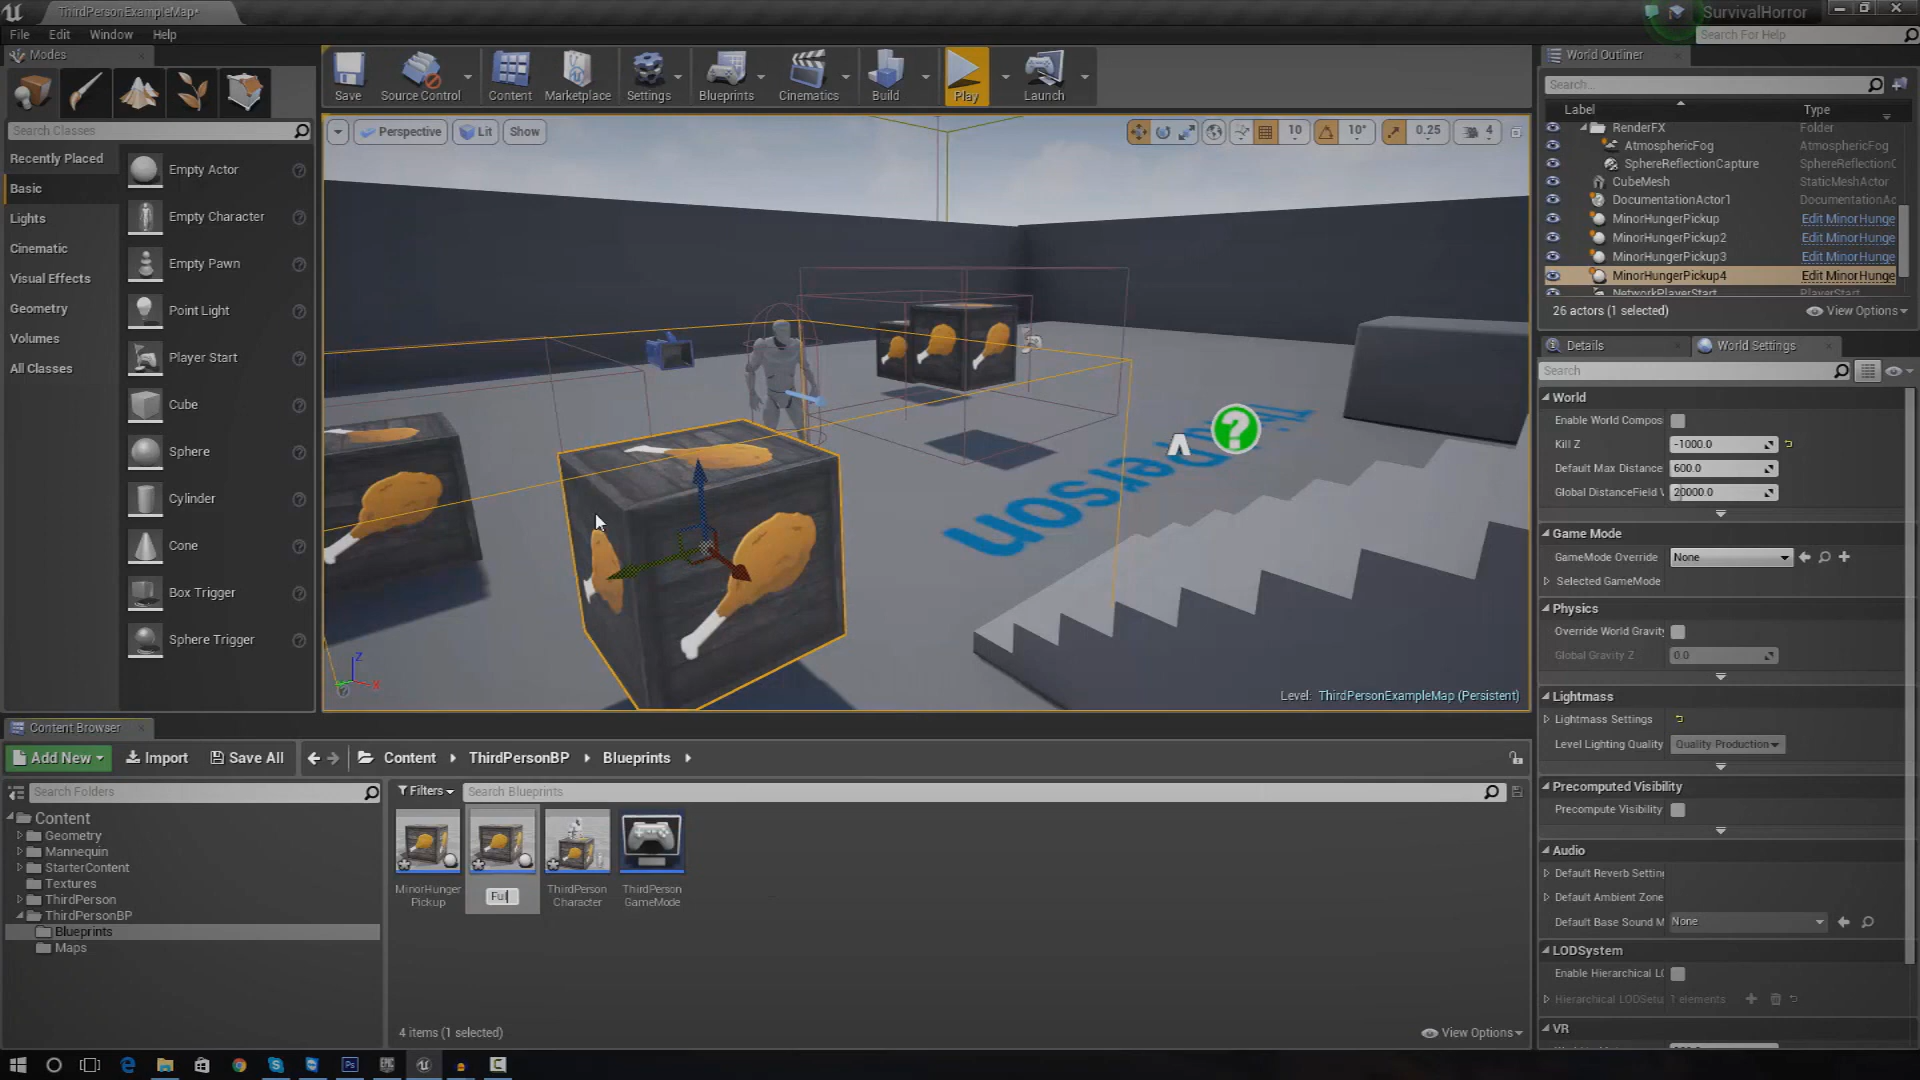 ThirdPersonExampleMap*
SurvivalHorror
File Edit Window Help
Search For Help
Modes
Save
Source Control
Content
Marketplace
Settings
Blueprints
Cinematics
Build
Play
Launch
World Outliner
Search...
Label Type
Search Classes
Perspective Lit Show
10 10° 0.25 4
RenderFX Folder
AtmosphericFog AtmosphericFog
SphereReflectionCapture SphereReflectionC
CubeMesh StaticMeshActor
DocumentationActor1 DocumentationAc
MinorHungerPickup Edit MinorHunge
MinorHungerPickup2 Edit MinorHunge
MinorHungerPickup3 Edit MinorHunge
MinorHungerPickup4 Edit MinorHunge
NetworkPlayerStart PlayerStart
26 actors (1 selected) View Options
Recently Placed
Basic
Lights
Cinematic
Visual Effects
Geometry
Volumes
All Classes
Empty Actor
Empty Character
Empty Pawn
Point Light
Player Start
Cube
Sphere
Cylinder
Cone
Box Trigger
Sphere Trigger
Level: ThirdPersonExampleMap (Persistent)
Z
X
Details World Settings
Search
World
Enable World Compos
Kill Z -1000.0
Default Max Distance 600.0
Global DistanceField V 20000.0
Game Mode
GameMode Override None
Selected GameMode
Physics
Override World Gravity
Global Gravity Z 0.0
Lightmass
Lightmass Settings
Level Lighting Quality Quality Production
Precomputed Visibility
Precompute Visibility
Audio
Default Reverb Settin
Default Ambient Zone
Default Base Sound M None
LODSystem
Enable Hierarchical LO
Hierarchical LODSetu 1 elements
VR
Content Browser
Add New Import Save All Content ThirdPersonBP Blueprints
Search Folders
Filters Search Blueprints
Content
Geometry
Mannequin
StarterContent
Textures
ThirdPerson
ThirdPersonBP
Blueprints
Maps
MinorHunger
Pickup
Ful
ThirdPerson
Character
ThirdPerson
GameMode
4 items (1 selected) View Options